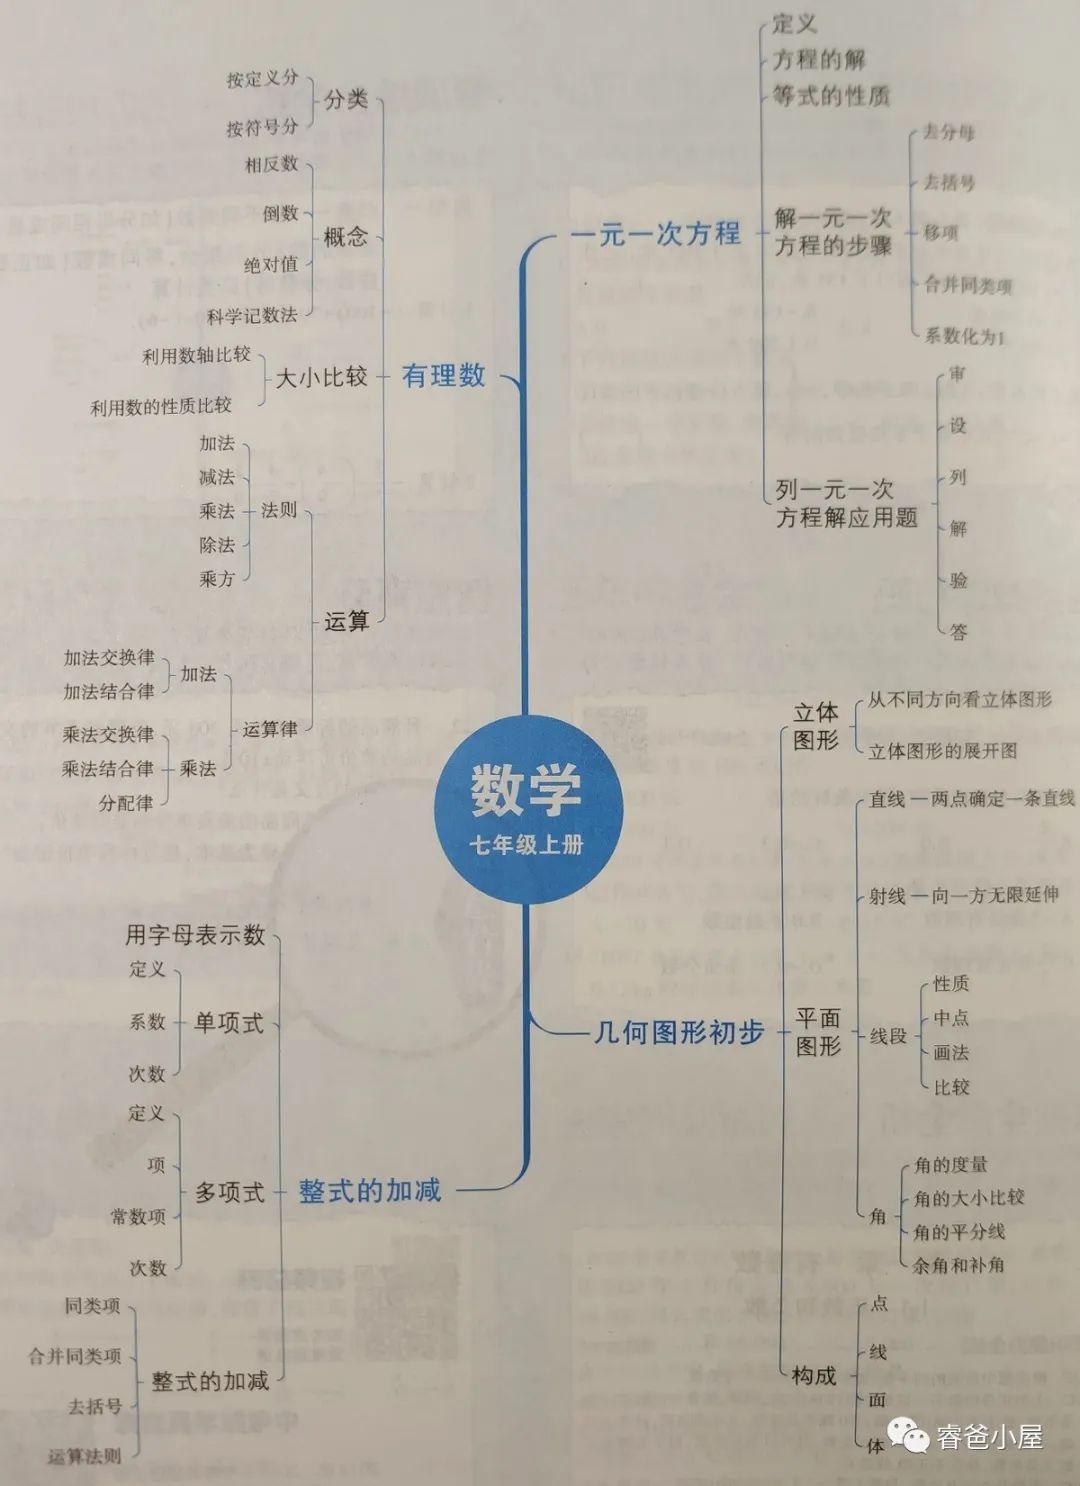 数学
七年级上册
有理数
分类
按定义分
按符号分
概念
相反数
倒数
绝对值
科学记数法
大小比较
利用数轴比较
利用数的性质比较
运算
法则
加法
减法
乘法
除法
乘方
运算律
加法
加法交换律
加法结合律
乘法
乘法交换律
乘法结合律
分配律
整式的加减
用字母表示数
单项式
定义
系数
次数
多项式
定义
项
常数项
次数
整式的加减
同类项
合并同类项
去括号
运算法则
一元一次方程
定义
方程的解
等式的性质
解一元一次
方程的步骤
去分母
去括号
移项
合并同类项
系数化为1
列一元一次
方程解应用题
审
设
列
解
验
答
几何图形初步
立体
图形
从不同方向看立体图形
立体图形的展开图
平面
图形
直线
两点确定一条直线
射线
向一方无限延伸
线段
性质
中点
画法
比较
角
角的度量
角的大小比较
角的平分线
余角和补角
构成
点
线
面
体
睿爸小屋